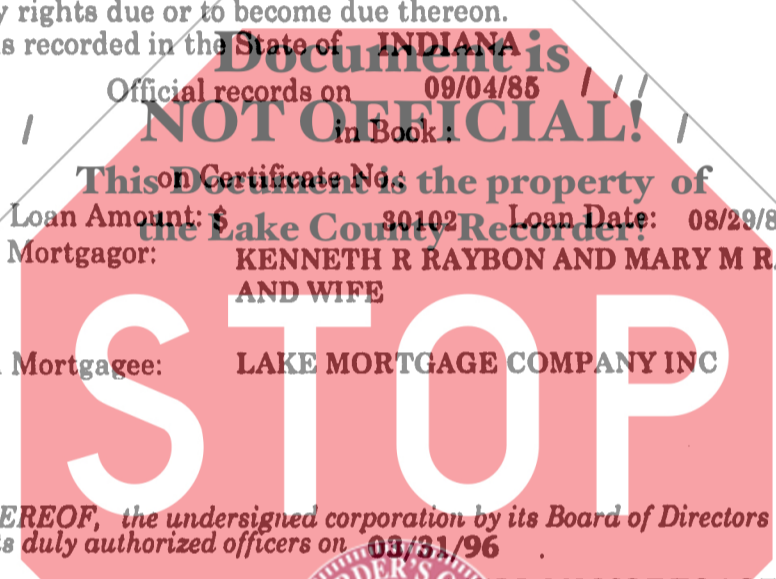 y rights due or to become due thereon.
s recorded in the State of INDIANA
Document is
Official records on 09/04/85
NOT OFFICIAL!
in Book :
on Certificate No.:
This Document is the property of
Loan Amount: $ 30102 Loan Date: 08/29/8
the Lake County Recorder!
Mortgagor: KENNETH R RAYBON AND MARY M R
AND WIFE
STOP
Mortgagee: LAKE MORTGAGE COMPANY INC
EREOF, the undersigned corporation by its Board of Directors
s duly authorized officers on 03/31/96 .